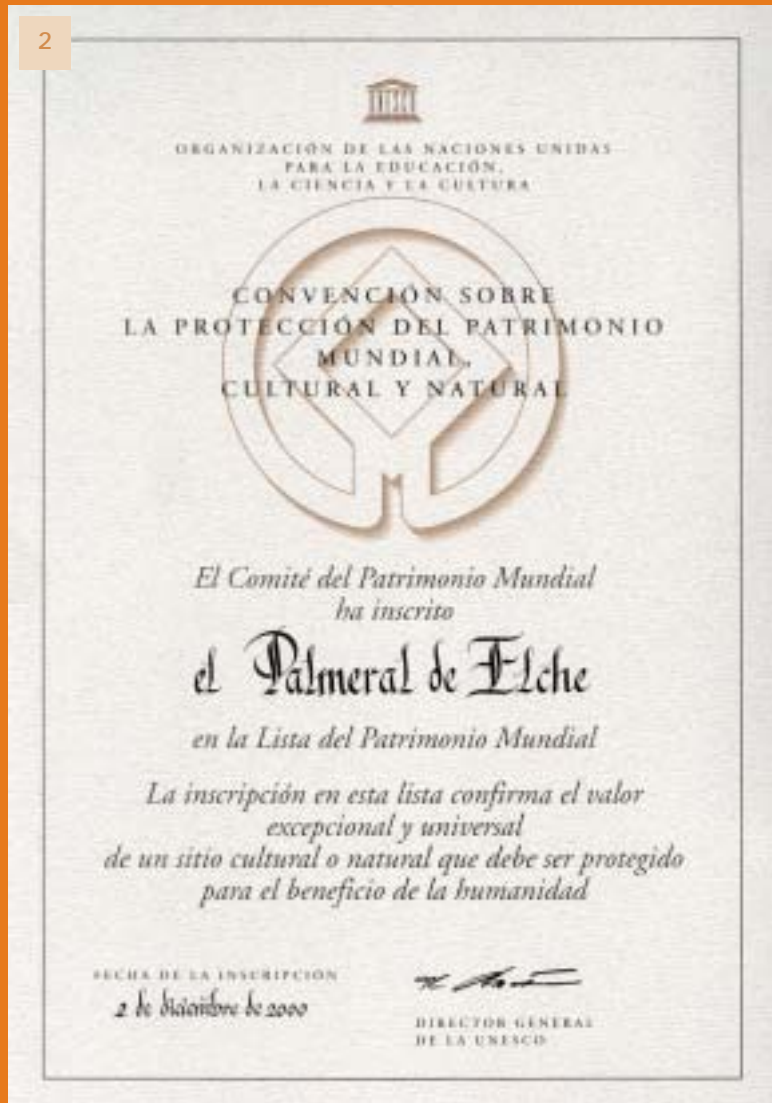 2
ORGANIZACIÓN DE LAS NACIONES UNIDAS
PARA LA EDUCACIÓN,
LA CIENCIA Y LA CULTURA
CONVENCIÓN SOBRE
LA PROTECCIÓN DEL PATRIMONIO
MUNDIAL,
CULTURAL Y NATURAL
El Comité del Patrimonio Mundial
ha inscrito
el Palmeral de Elche
en la Lista del Patrimonio Mundial
La inscripción en esta lista confirma el valor
excepcional y universal
de un sitio cultural o natural que debe ser protegido
para el beneficio de la humanidad
FECHA DE LA INSCRIPCIÓN
2 de diciembre de 2000
DIRECTOR GENERAL
DE LA UNESCO